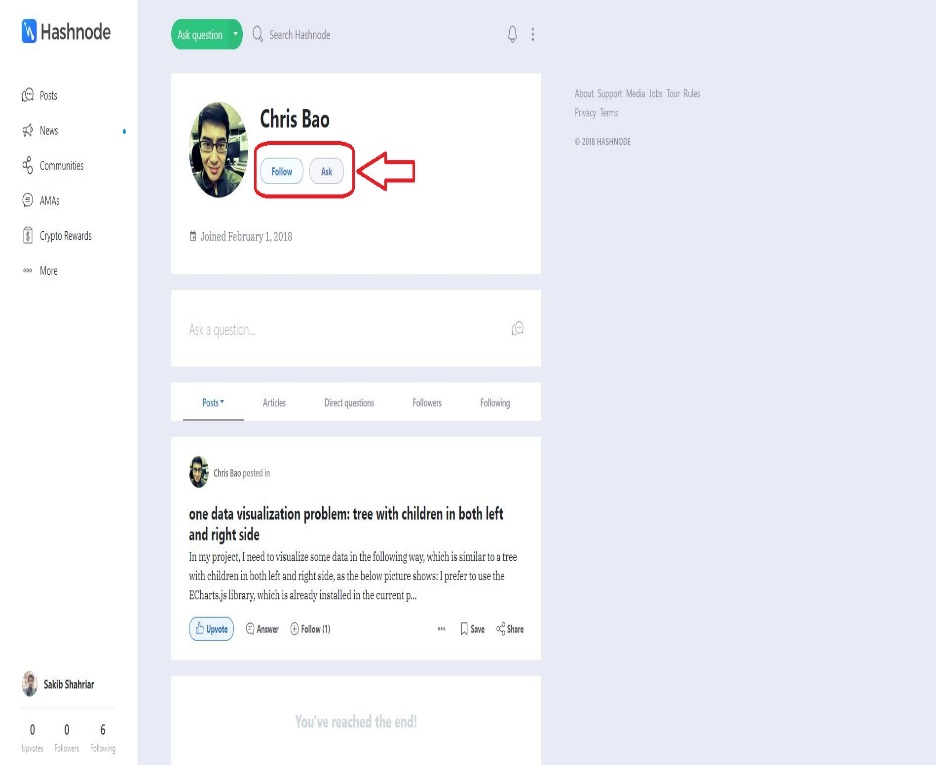 Hashnode
Ask question
Search Hashnode
Posts
News
Communities
AMAs
Crypto Rewards
More
Chris Bao
Follow Ask
Joined February 1, 2018
Ask a question...
Posts Articles Direct questions Followers Following
Chris Bao posted in
one data visualization problem: tree with children in both left
and right side
In my project, I need to visualize some data in the following way, which is similar to a tree
with children in both left and right side, as the below picture shows: I prefer to use the
ECharts.js library, which is already installed in the current p...
Upvote Answer Follow (1) Save Share
You've reached the end!
About Support Media Jobs Tour Rules
Privacy Terms
© 2018 HASHNODE
Sakib Shahriar
0 0 6
Upvotes Followers Following